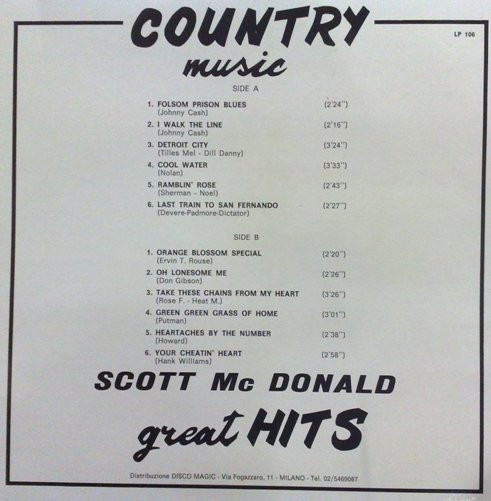 COUNTRY
music
LP 106
SIDE A
1. FOLSOM PRISON BLUES (2'24")
(Johnny Cash)
2. I WALK THE LINE (2'16")
(Johnny Cash)
3. DETROIT CITY (3'24")
(Tilles Mel - Dill Danny)
4. COOL WATER (3'33")
(Nolan)
5. RAMBLIN' ROSE (2'43")
(Sherman - Noel)
6. LAST TRAIN TO SAN FERNANDO (2'27")
(Devere-Padmore-Dictator)
SIDE B
1. ORANGE BLOSSOM SPECIAL (2'20")
(Ervin T. Rouse)
2. OH LONESOME ME (2'26")
(Don Gibson)
3. TAKE THESE CHAINS FROM MY HEART (3'26")
(Rose F. - Heat M.)
4. GREEN GREEN GRASS OF HOME (3'01")
(Putman)
5. HEARTACHES BY THE NUMBER (2'38")
(Howard)
6. YOUR CHEATIN' HEART (2'58")
(Hank Williams)
SCOTT Mc DONALD
great HITS
Distribuzione DISCO MAGIC - Via Fogazzaro, 11 - MILANO - Tel. 02/5469087